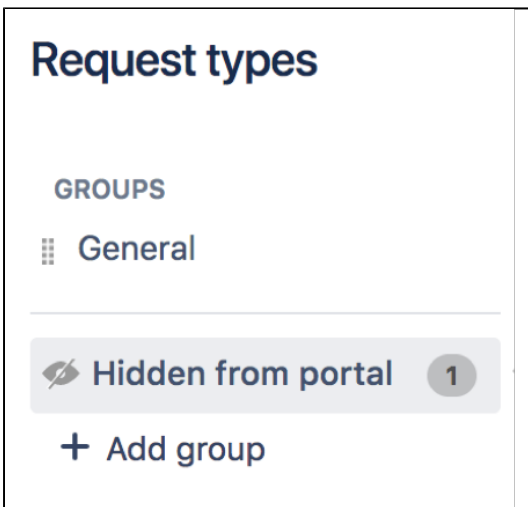 Request types
GROUPS
General
Hidden from portal 1
+ Add group